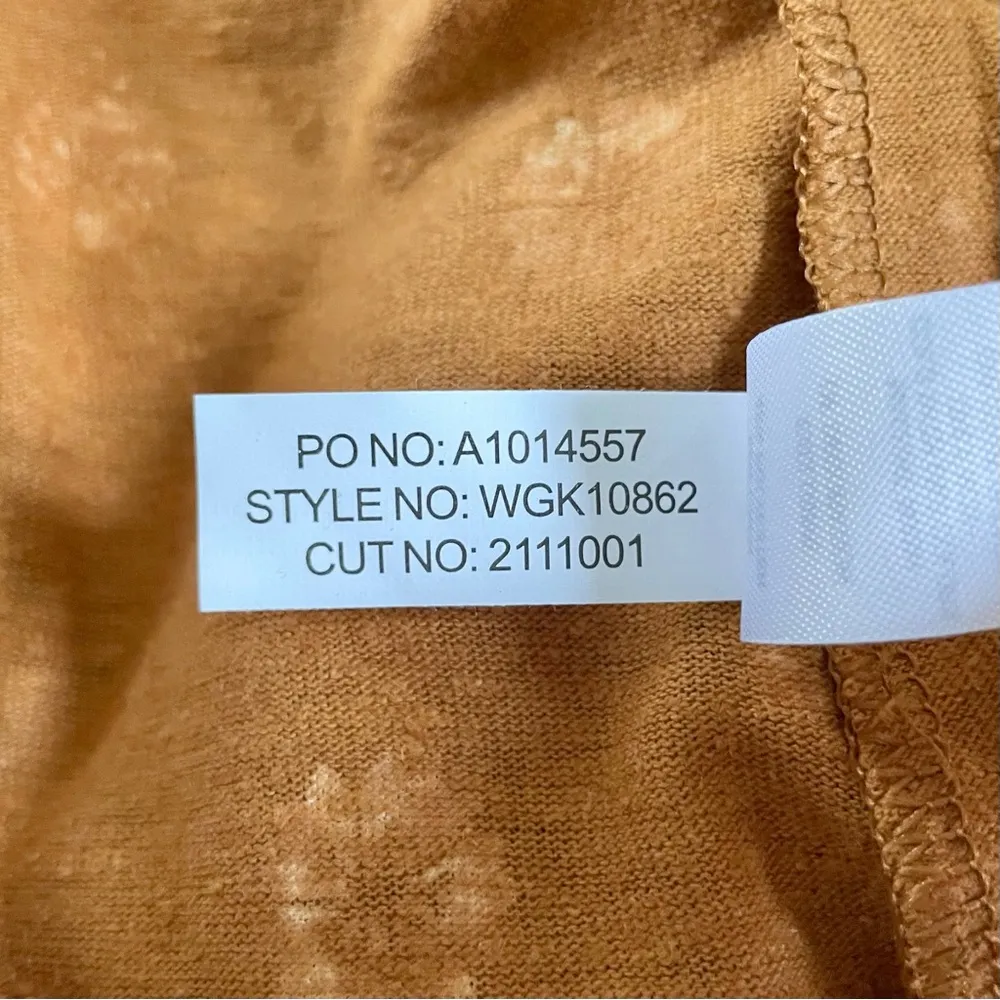 PO NO: A1014557
STYLE NO: WGK10862
CUT NO: 2111001